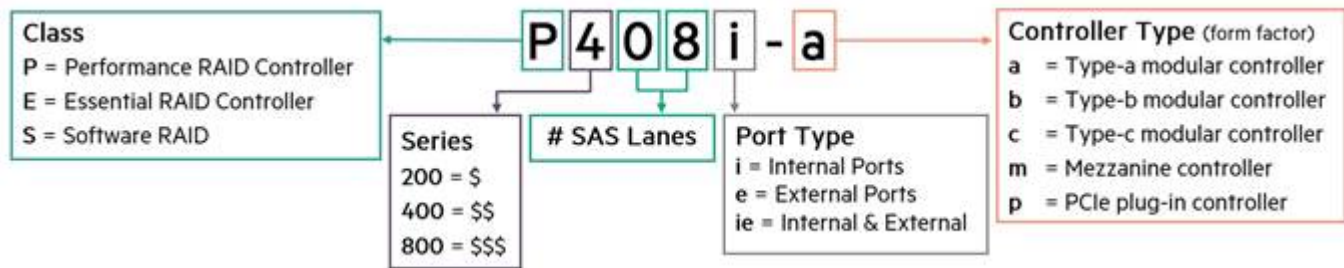 P408i-a
Class
P = Performance RAID Controller
E = Essential RAID Controller
S = Software RAID
Series
200 = $
400 = $$
800 = $$$
# SAS Lanes
Port Type
i = Internal Ports
e = External Ports
ie = Internal & External
Controller Type (form factor)
a = Type-a modular controller
b = Type-b modular controller
c = Type-c modular controller
m = Mezzanine controller
p = PCIe plug-in controller